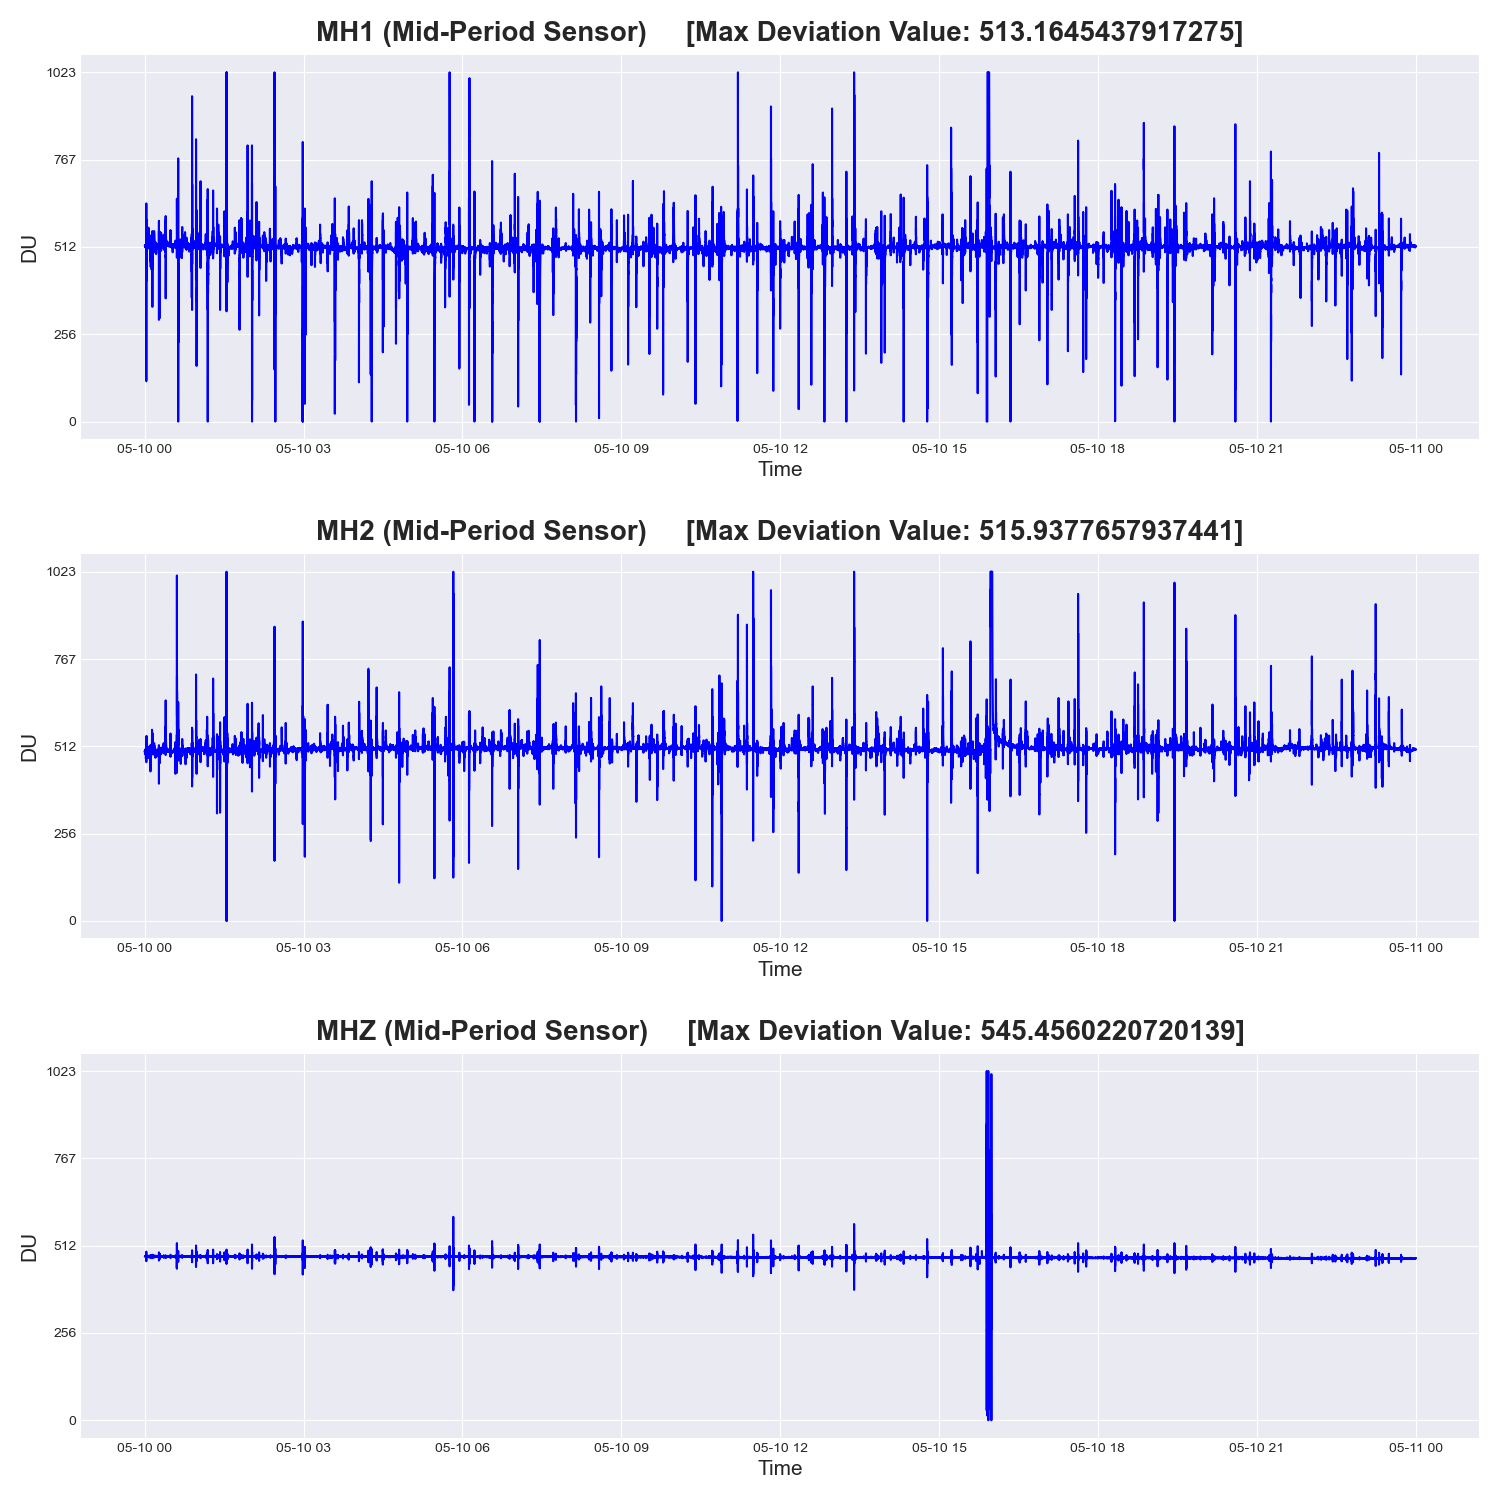 MH1 (Mid-Period Sensor) [Max Deviation Value: 513.1645437917275]
1023
767
512
256
0
DU
05-10 00 05-10 03 05-10 06 05-10 09 05-10 12 05-10 15 05-10 18 05-10 21 05-11 00
Time
MH2 (Mid-Period Sensor) [Max Deviation Value: 515.9377657937441]
1023
767
512
256
0
DU
05-10 00 05-10 03 05-10 06 05-10 09 05-10 12 05-10 15 05-10 18 05-10 21 05-11 00
Time
MHZ (Mid-Period Sensor) [Max Deviation Value: 545.4560220720139]
1023
767
512
256
0
DU
05-10 00 05-10 03 05-10 06 05-10 09 05-10 12 05-10 15 05-10 18 05-10 21 05-11 00
Time